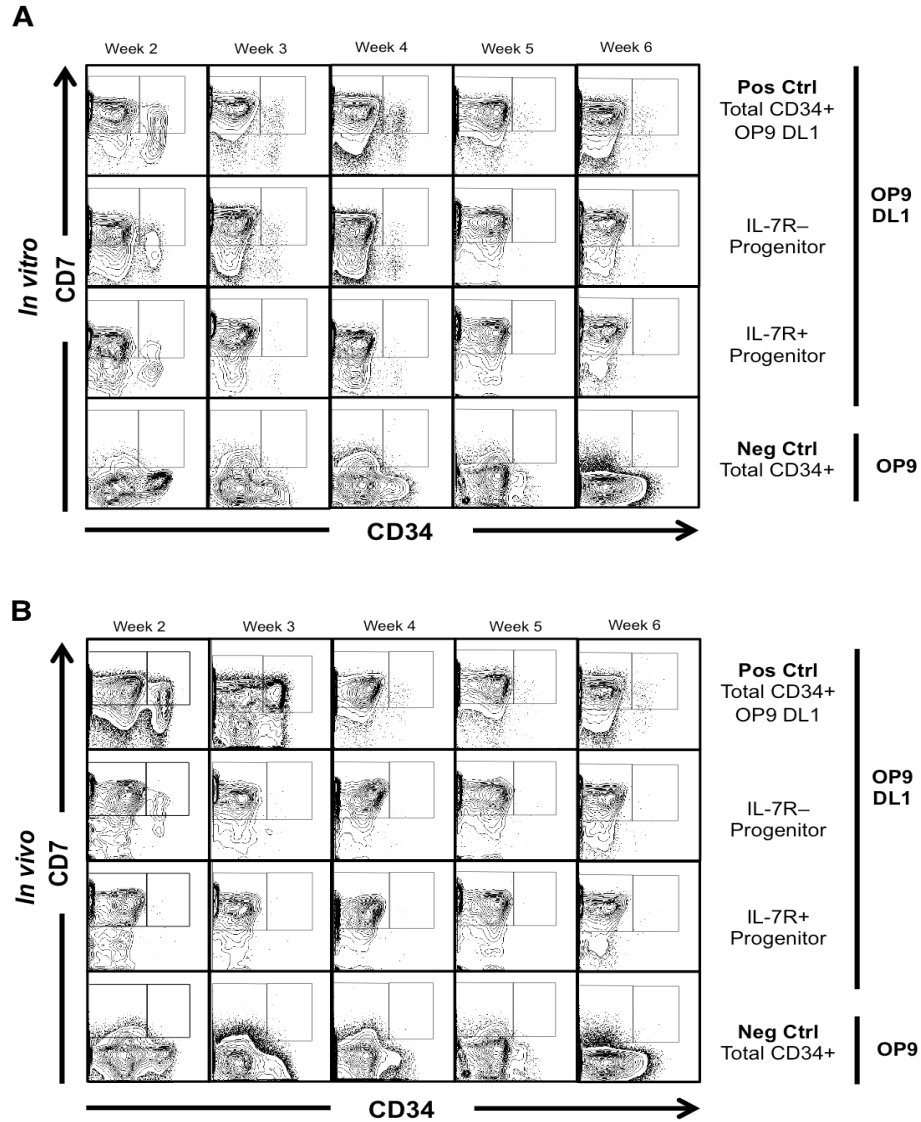 A
Week 2 Week 3 Week 4 Week 5 Week 6
Pos Ctrl
Total CD34+
OP9 DL1
IL-7R–
Progenitor
IL-7R+
Progenitor
Neg Ctrl
Total CD34+
OP9
DL1
OP9
In vitro
CD7
CD34
B
Week 2 Week 3 Week 4 Week 5 Week 6
Pos Ctrl
Total CD34+
OP9 DL1
IL-7R–
Progenitor
IL-7R+
Progenitor
Neg Ctrl
Total CD34+
OP9
DL1
OP9
In vivo
CD7
CD34